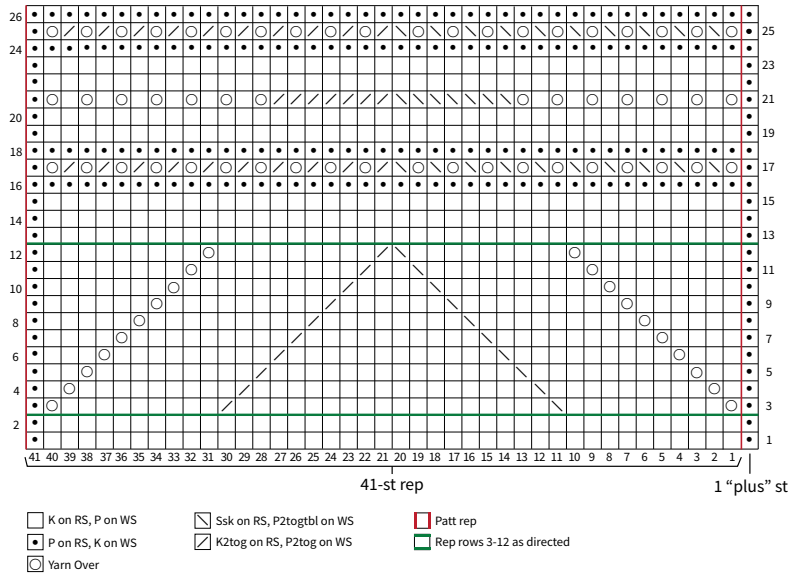 26
25
24
23
21
20
19
18
17
16
15
14
13
12
11
10
9
8
7
6
5
4
3
2
1
41 40 39 38 37 36 35 34 33 32 31 30 29 28 27 26 25 24 23 22 21 20 19 18 17 16 15 14 13 12 11 10 9 8 7 6 5 4 3 2 1
41-st rep
1 “plus” st
K on RS, P on WS
Ssk on RS, P2togtbl on WS
Patt rep
P on RS, K on WS
K2tog on RS, P2tog on WS
Rep rows 3-12 as directed
Yarn Over